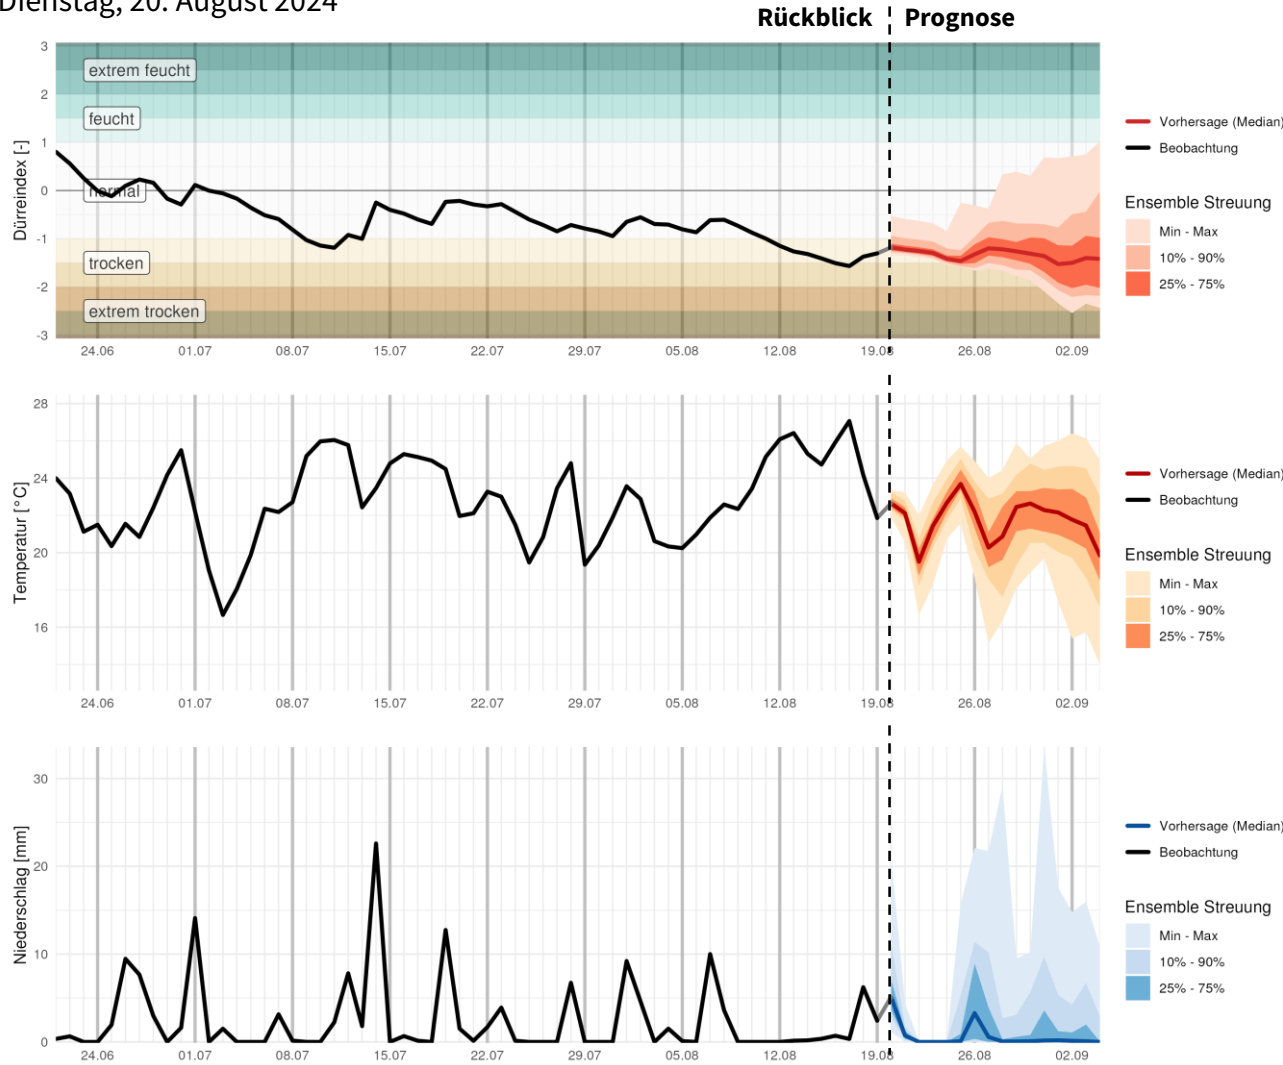 Dienstag, 20. August 2024
Rückblick
Prognose
Dürreindex [-]
3
2
1
0
-1
-2
-3
extrem feucht
feucht
normal
trocken
extrem trocken
24.06
01.07
08.07
15.07
22.07
29.07
05.08
12.08
19.08
26.08
02.09
Vorhersage (Median)
Beobachtung
Ensemble Streuung
Min - Max
10% - 90%
25% - 75%
Temperatur [°C]
28
24
20
16
24.06
01.07
08.07
15.07
22.07
29.07
05.08
12.08
19.08
26.08
02.09
Vorhersage (Median)
Beobachtung
Ensemble Streuung
Min - Max
10% - 90%
25% - 75%
Niederschlag [mm]
30
20
10
0
24.06
01.07
08.07
15.07
22.07
29.07
05.08
12.08
19.08
26.08
02.09
Vorhersage (Median)
Beobachtung
Ensemble Streuung
Min - Max
10% - 90%
25% - 75%